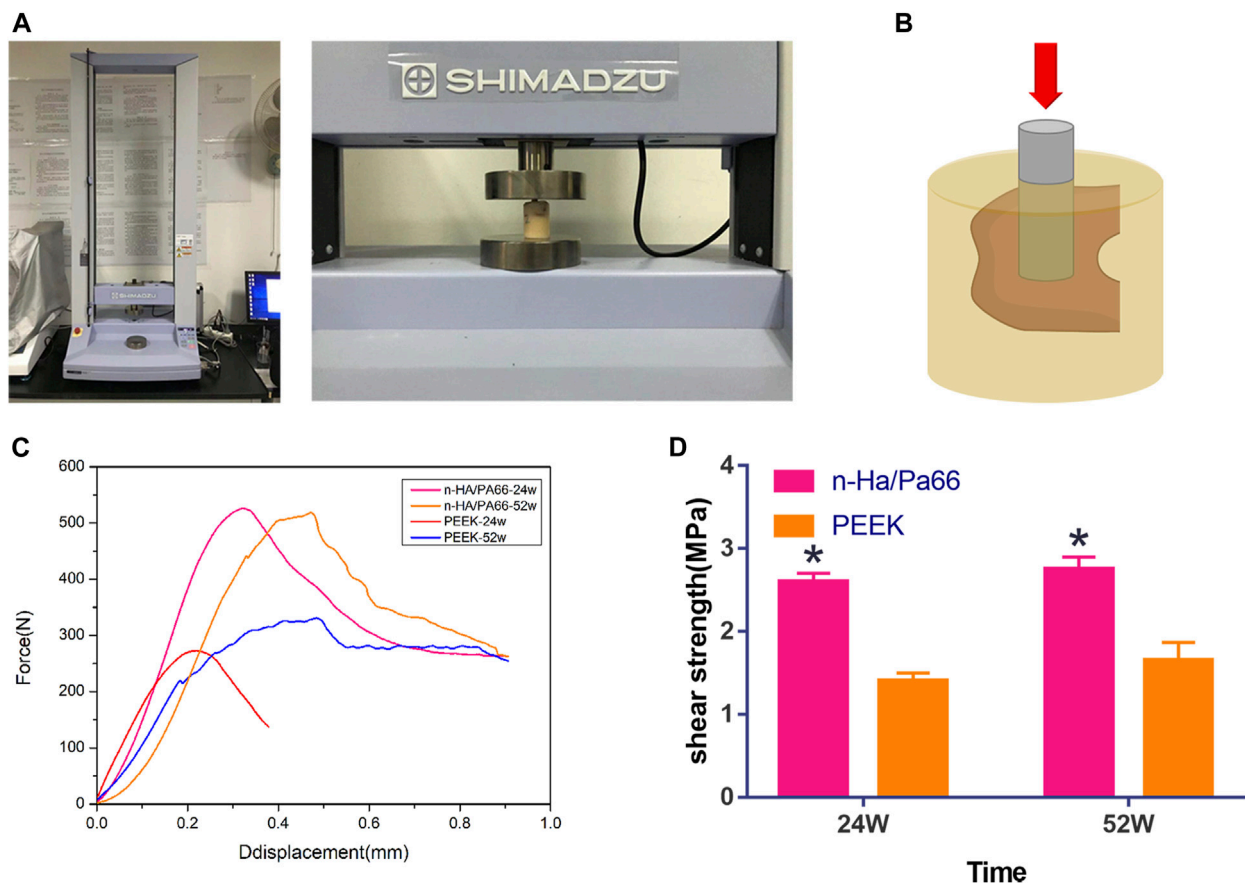 A
B
SHIMADZU
SHIMADZU
C
600
500
400
300
200
100
0
Force(N)
n-HA/PA66-24w
n-HA/PA66-52w
PEEK-24w
PEEK-52w
0.0 0.2 0.4 0.6 0.8 1.0
Ddisplacement(mm)
D
4
3
2
1
0
shear strength(MPa)
n-Ha/Pa66
PEEK
*
*
24W 52W
Time